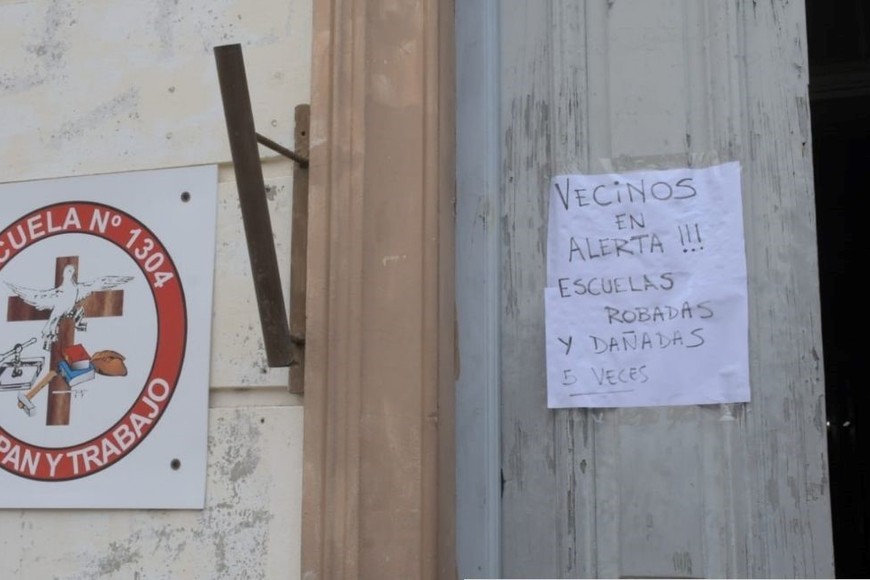 ESCUELA Nº 1304
PAN Y TRABAJO
VECINOS
EN
ALERTA !!!
ESCUELAS
ROBADAS
Y DAÑADAS
5 VECES